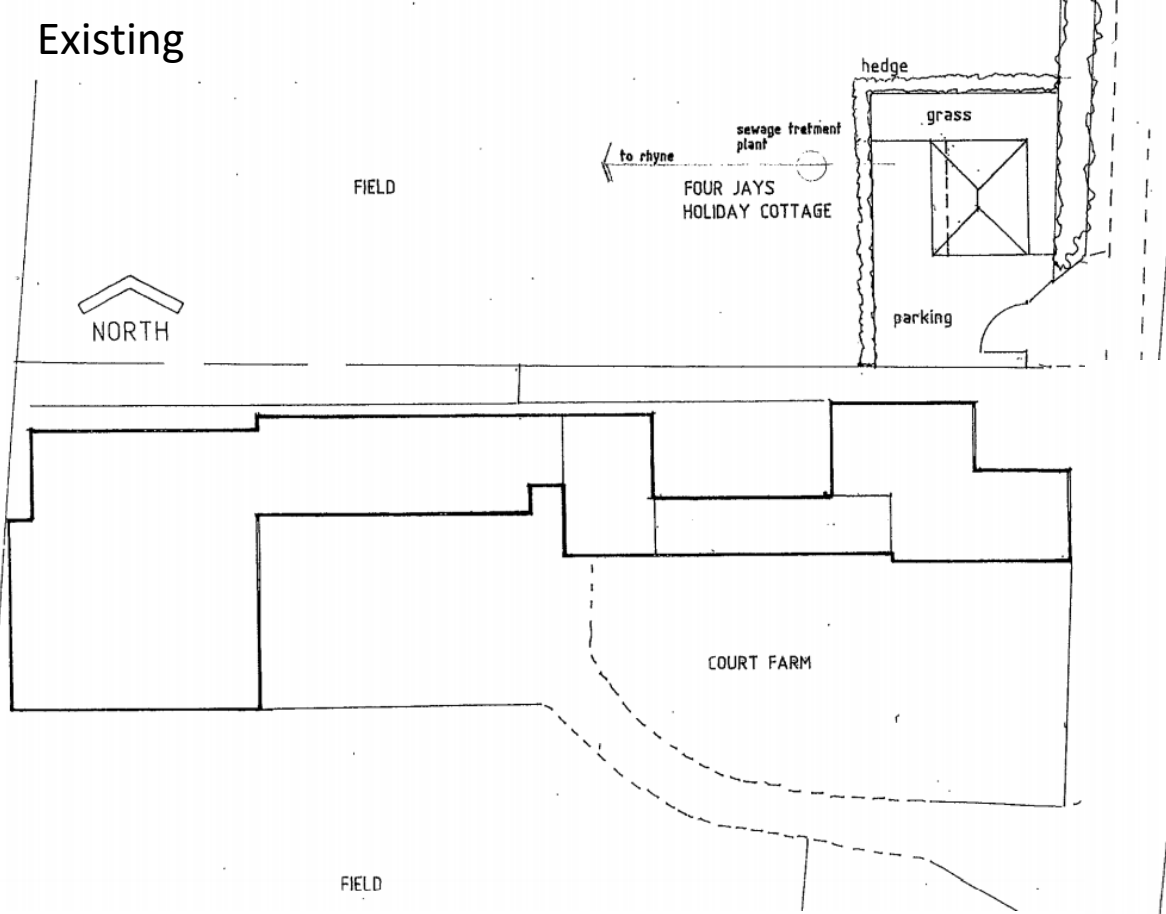 Existing
hedge
grass
sewage tretment
plant
to rhyne
FIELD
FOUR JAYS
HOLIDAY COTTAGE
NORTH
parking
COURT FARM
FIELD